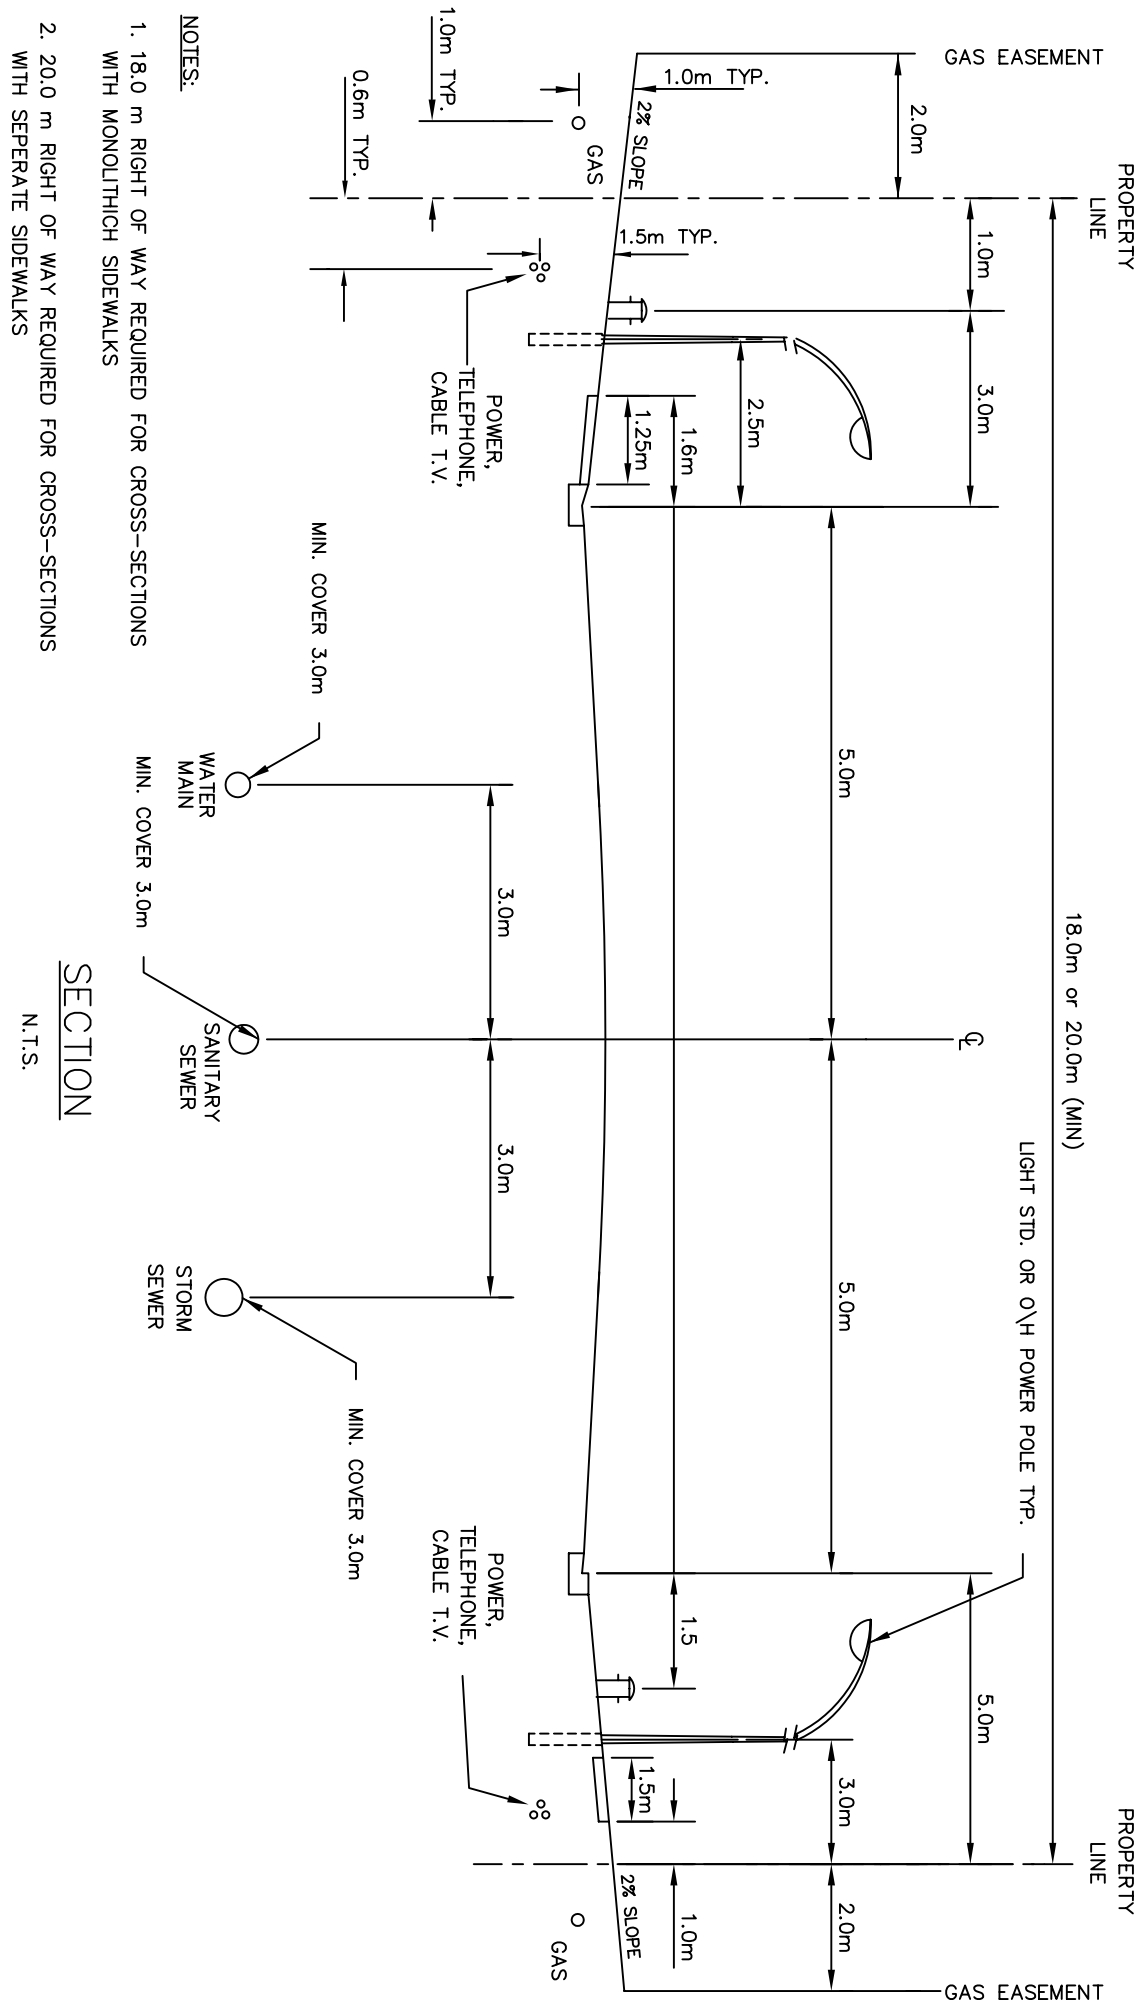 PROPERTY
LINE
PROPERTY
LINE
GAS EASEMENT
GAS EASEMENT
18.0m or 20.0m (MIN)
LIGHT STD. OR O\H POWER POLE TYP.
2.0m
1.0m
3.0m
℄
5.0m
5.0m
5.0m
3.0m
2.0m
2.5m
1.0m TYP.
1.5m TYP.
1.6m
1.25m
1.5
1.5m
1.0m
2% SLOPE
2% SLOPE
GAS
GAS
1.0m TYP.
0.6m TYP.
POWER,
TELEPHONE,
CABLE T.V.
POWER,
TELEPHONE,
CABLE T.V.
3.0m
3.0m
MIN. COVER 3.0m
MIN. COVER 3.0m
MIN. COVER 3.0m
WATER
MAIN
SANITARY
SEWER
STORM
SEWER
NOTES:
1. 18.0 m RIGHT OF WAY REQUIRED FOR CROSS-SECTIONS
WITH MONOLITHICH SIDEWALKS
2. 20.0 m RIGHT OF WAY REQUIRED FOR CROSS-SECTIONS
WITH SEPERATE SIDEWALKS
SECTION
N.T.S.